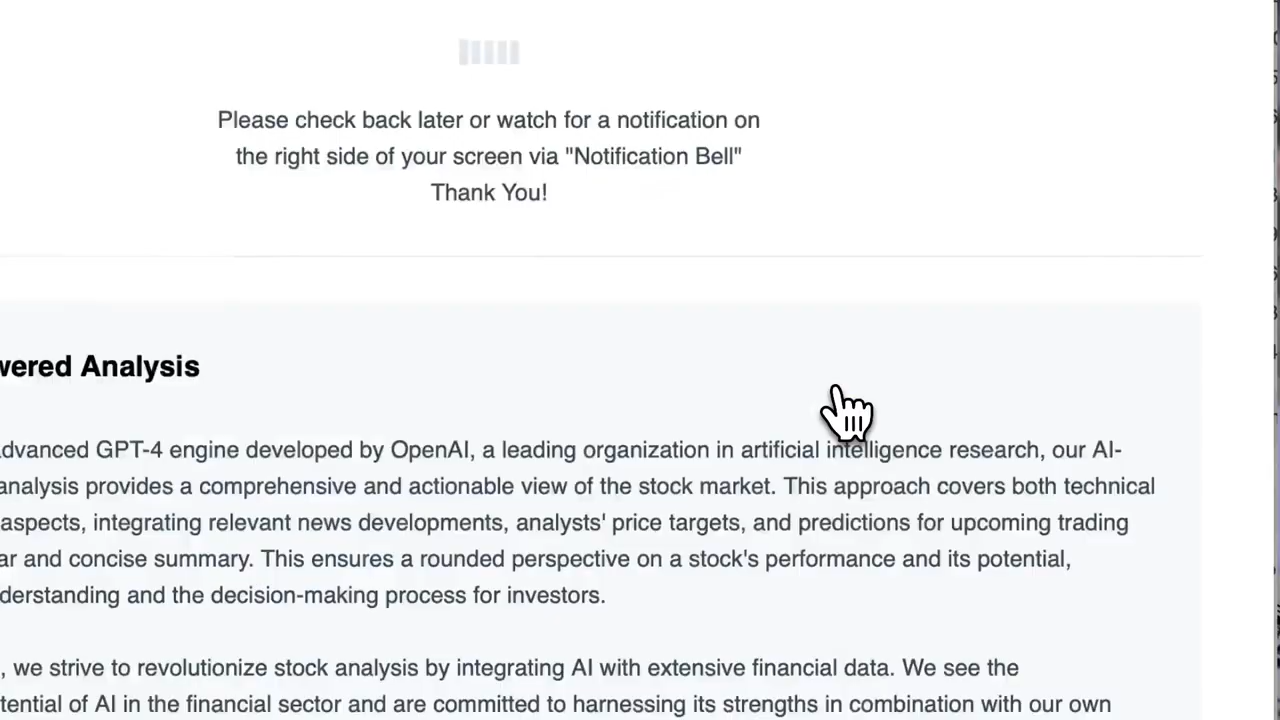 Please check back later or watch for a notification on
the right side of your screen via "Notification Bell"
Thank You!
wered Analysis
dvanced GPT-4 engine developed by OpenAI, a leading organization in artificial intelligence research, our AI-
analysis provides a comprehensive and actionable view of the stock market. This approach covers both technical
aspects, integrating relevant news developments, analysts' price targets, and predictions for upcoming trading
ar and concise summary. This ensures a rounded perspective on a stock's performance and its potential,
derstanding and the decision-making process for investors.
, we strive to revolutionize stock analysis by integrating AI with extensive financial data. We see the
tential of AI in the financial sector and are committed to harnessing its strengths in combination with our own